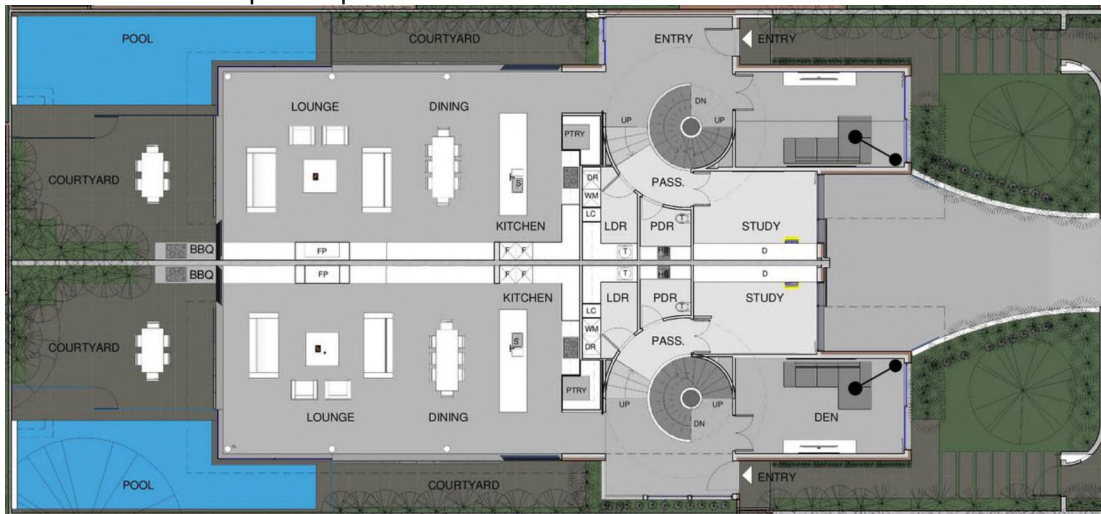 POOL
COURTYARD
ENTRY
ENTRY
LOUNGE
DINING
DN
UP
UP
PTRY
COURTYARD
S
DR
WM
PASS.
LC
KITCHEN
LDR
PDR
T
STUDY
BBQ
FP
F
F
T
D
BBQ
FP
F
F
T
D
KITCHEN
LDR
PDR
STUDY
LC
T
WM
COURTYARD
S
DR
PASS.
PTRY
UP
UP
LOUNGE
DINING
DN
DEN
POOL
COURTYARD
ENTRY